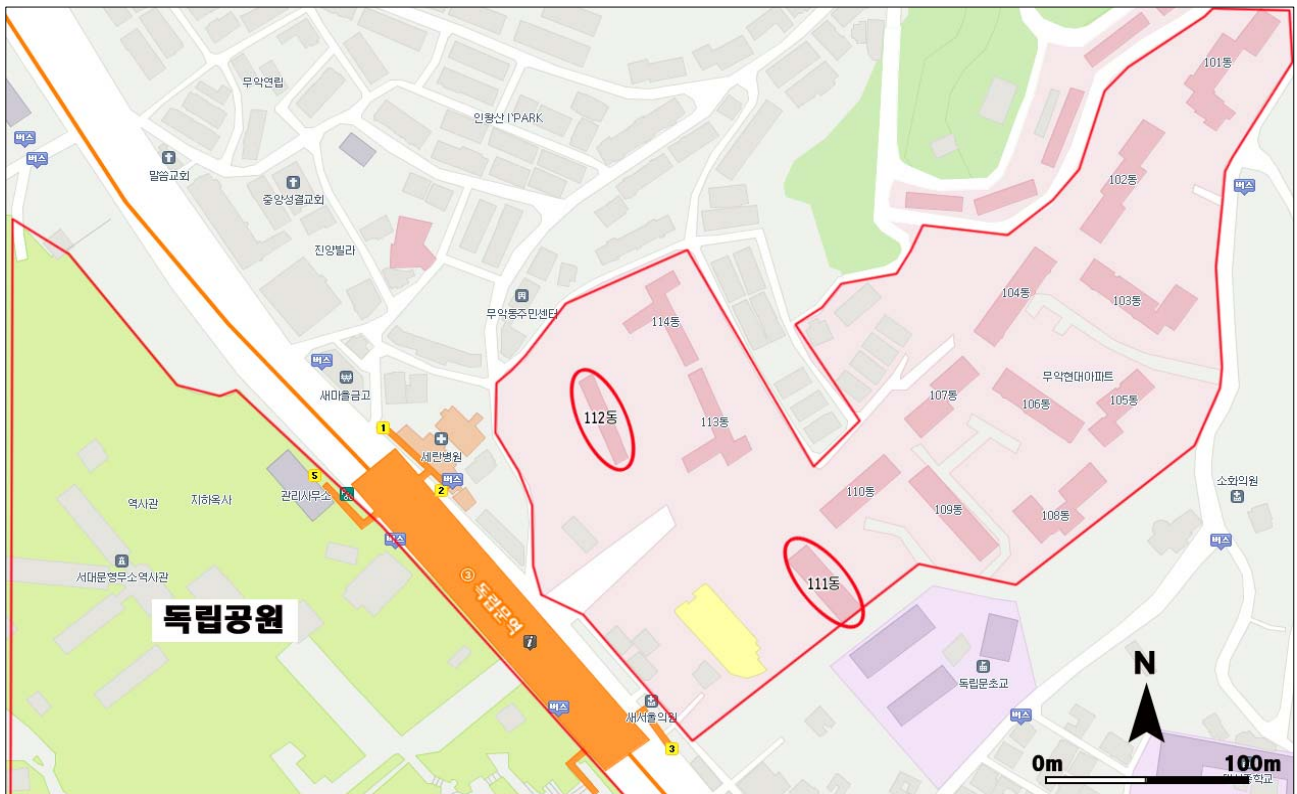 101동
무악연립
인왕산 I'PARK
버스
버스
말씀교회
중앙성결교회
102동
버스
진양빌라
무악동주민센터
114동
104동
103동
버스
새마을금고
무악현대아파트
112동
113동
107동
106동
105동
1
세란병원
5
관리사무소
2
버스
역사관
지하옥사
110동
109동
108동
소화의원
버스
버스
서대문형무소역사관
3 독립문역
111동
독립공원
N
독립문초교
버스
새서울의원
버스
3
0m
100m